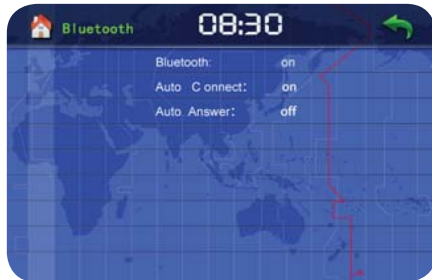 Bluetooth 08:30
Bluetooth: on
Auto C onnect: on
Auto Answer: off